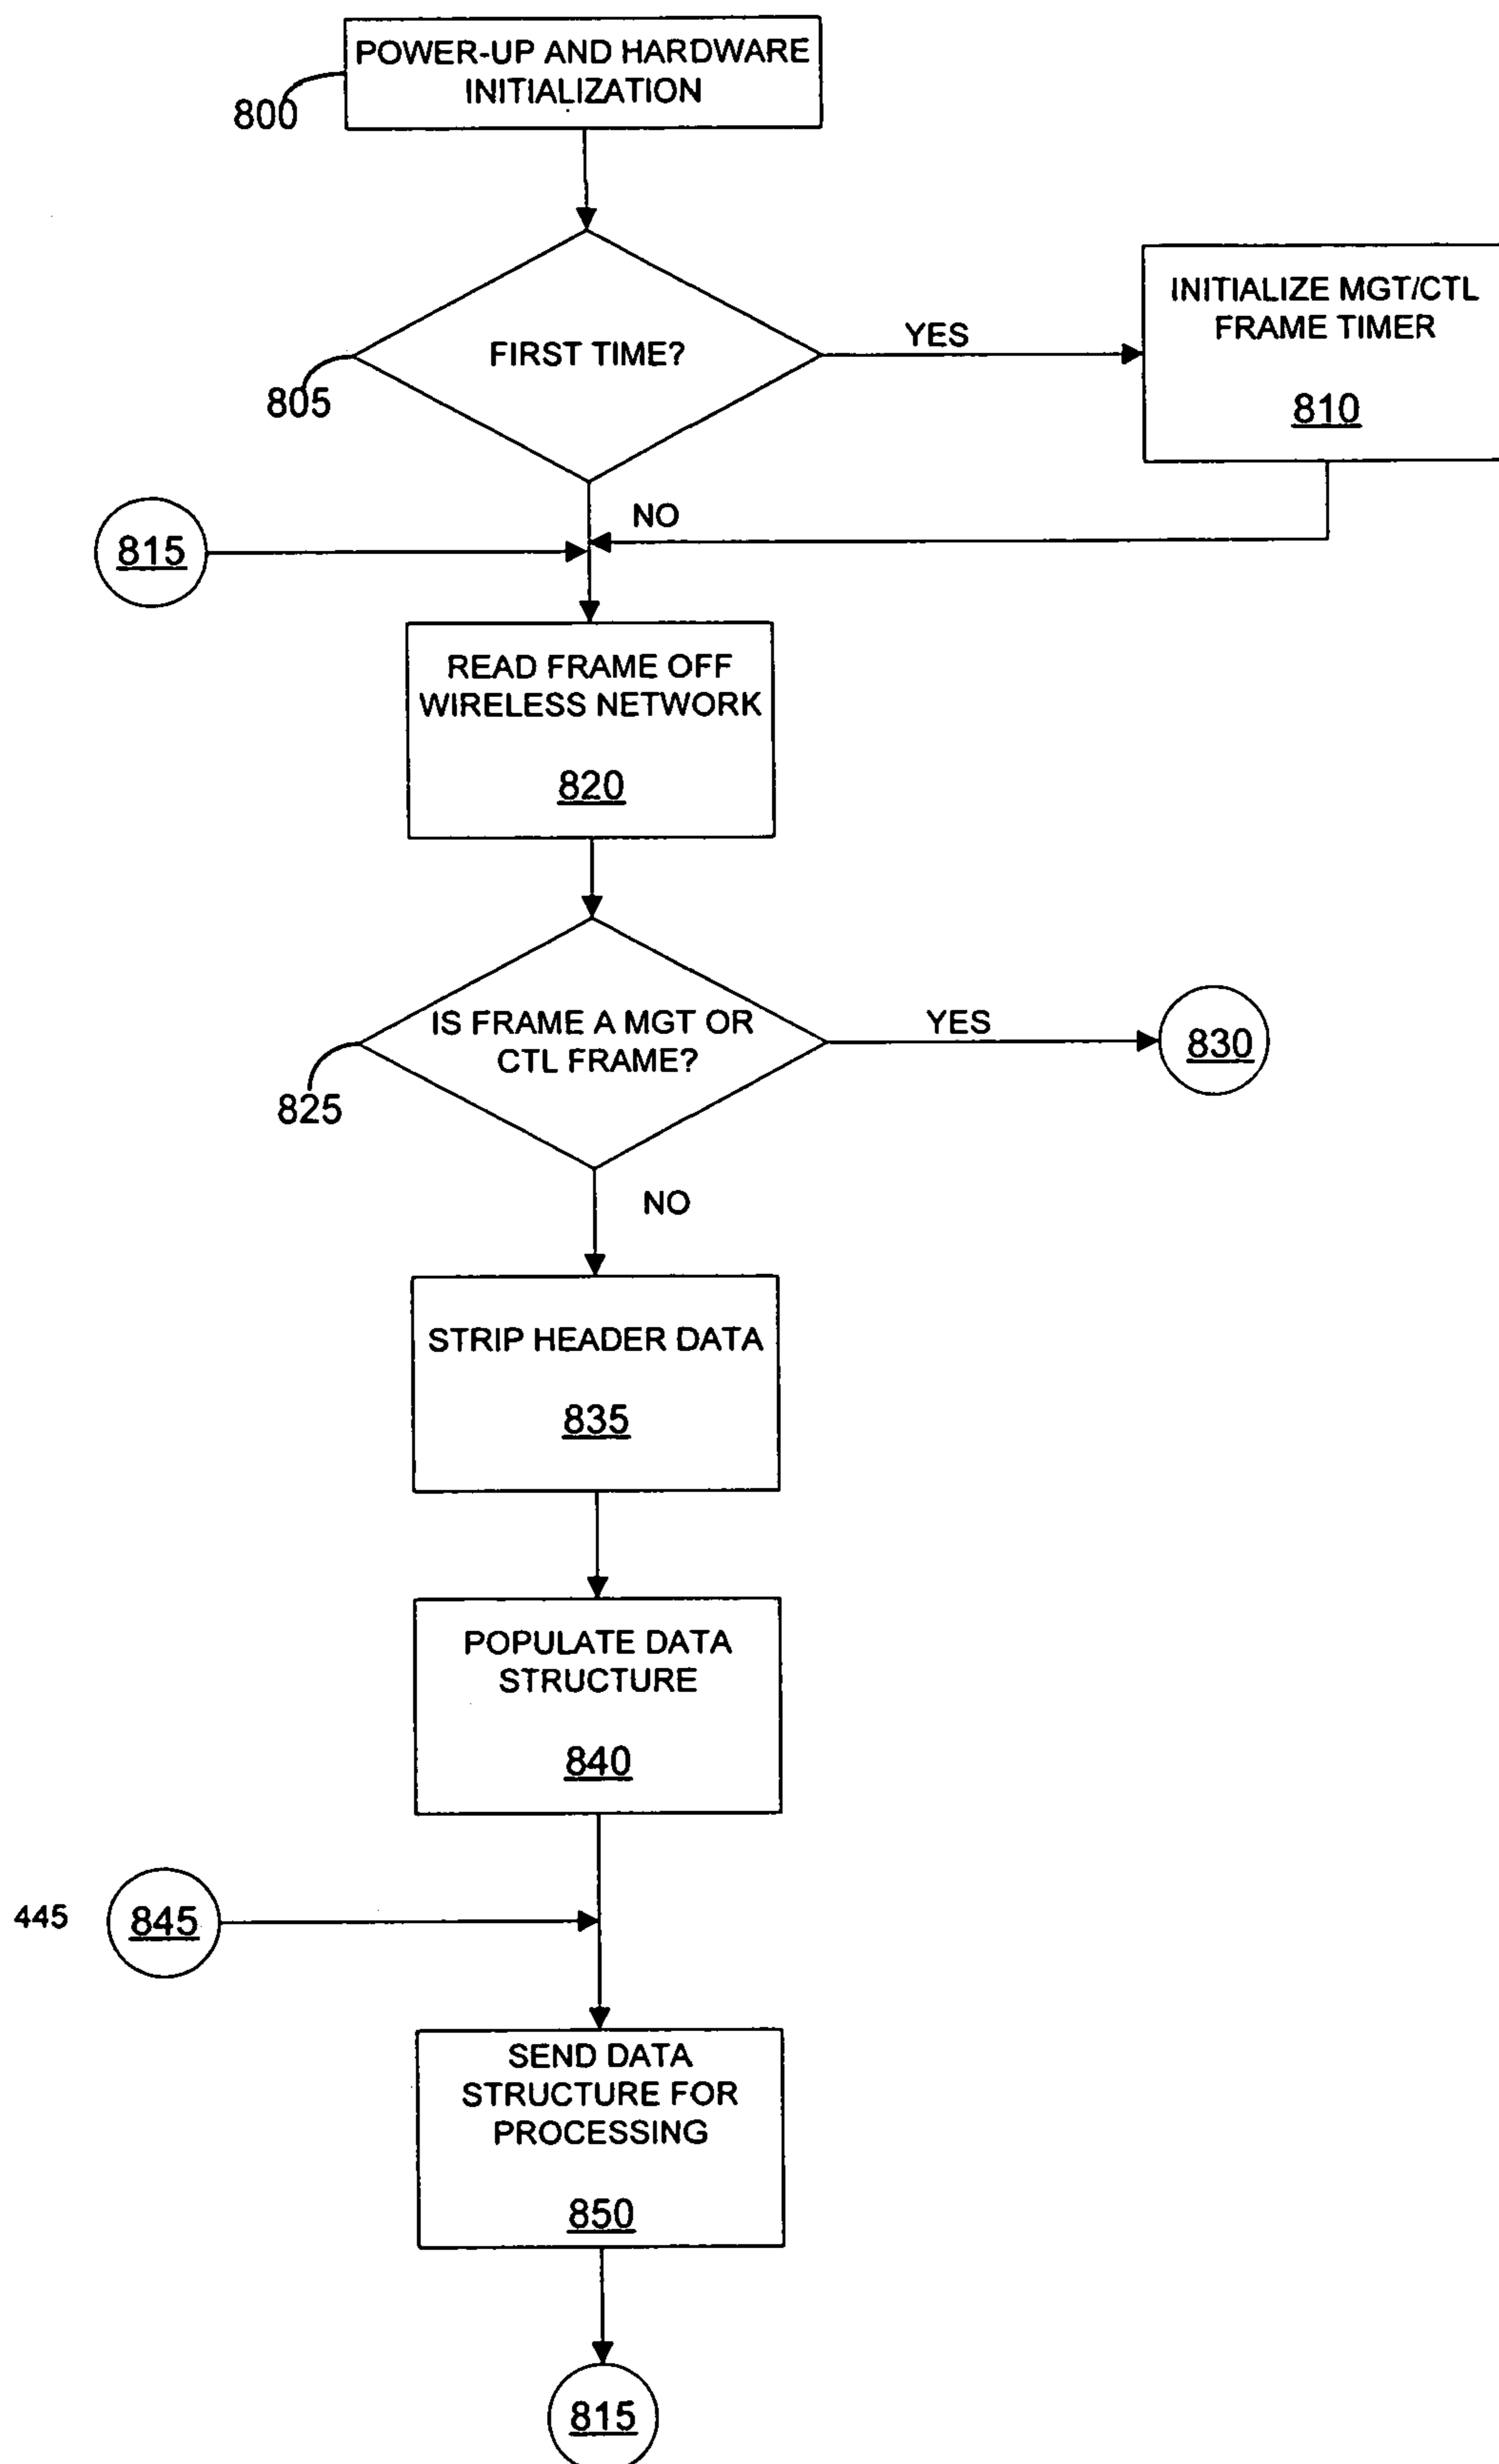 POWER-UP AND HARDWARE
INITIALIZATION
800
FIRST TIME?
805
YES
INITIALIZE MGT/CTL
FRAME TIMER
810
NO
815
READ FRAME OFF
WIRELESS NETWORK
820
IS FRAME A MGT OR
CTL FRAME?
825
YES
830
NO
STRIP HEADER DATA
835
POPULATE DATA
STRUCTURE
840
445
845
SEND DATA
STRUCTURE FOR
PROCESSING
850
815